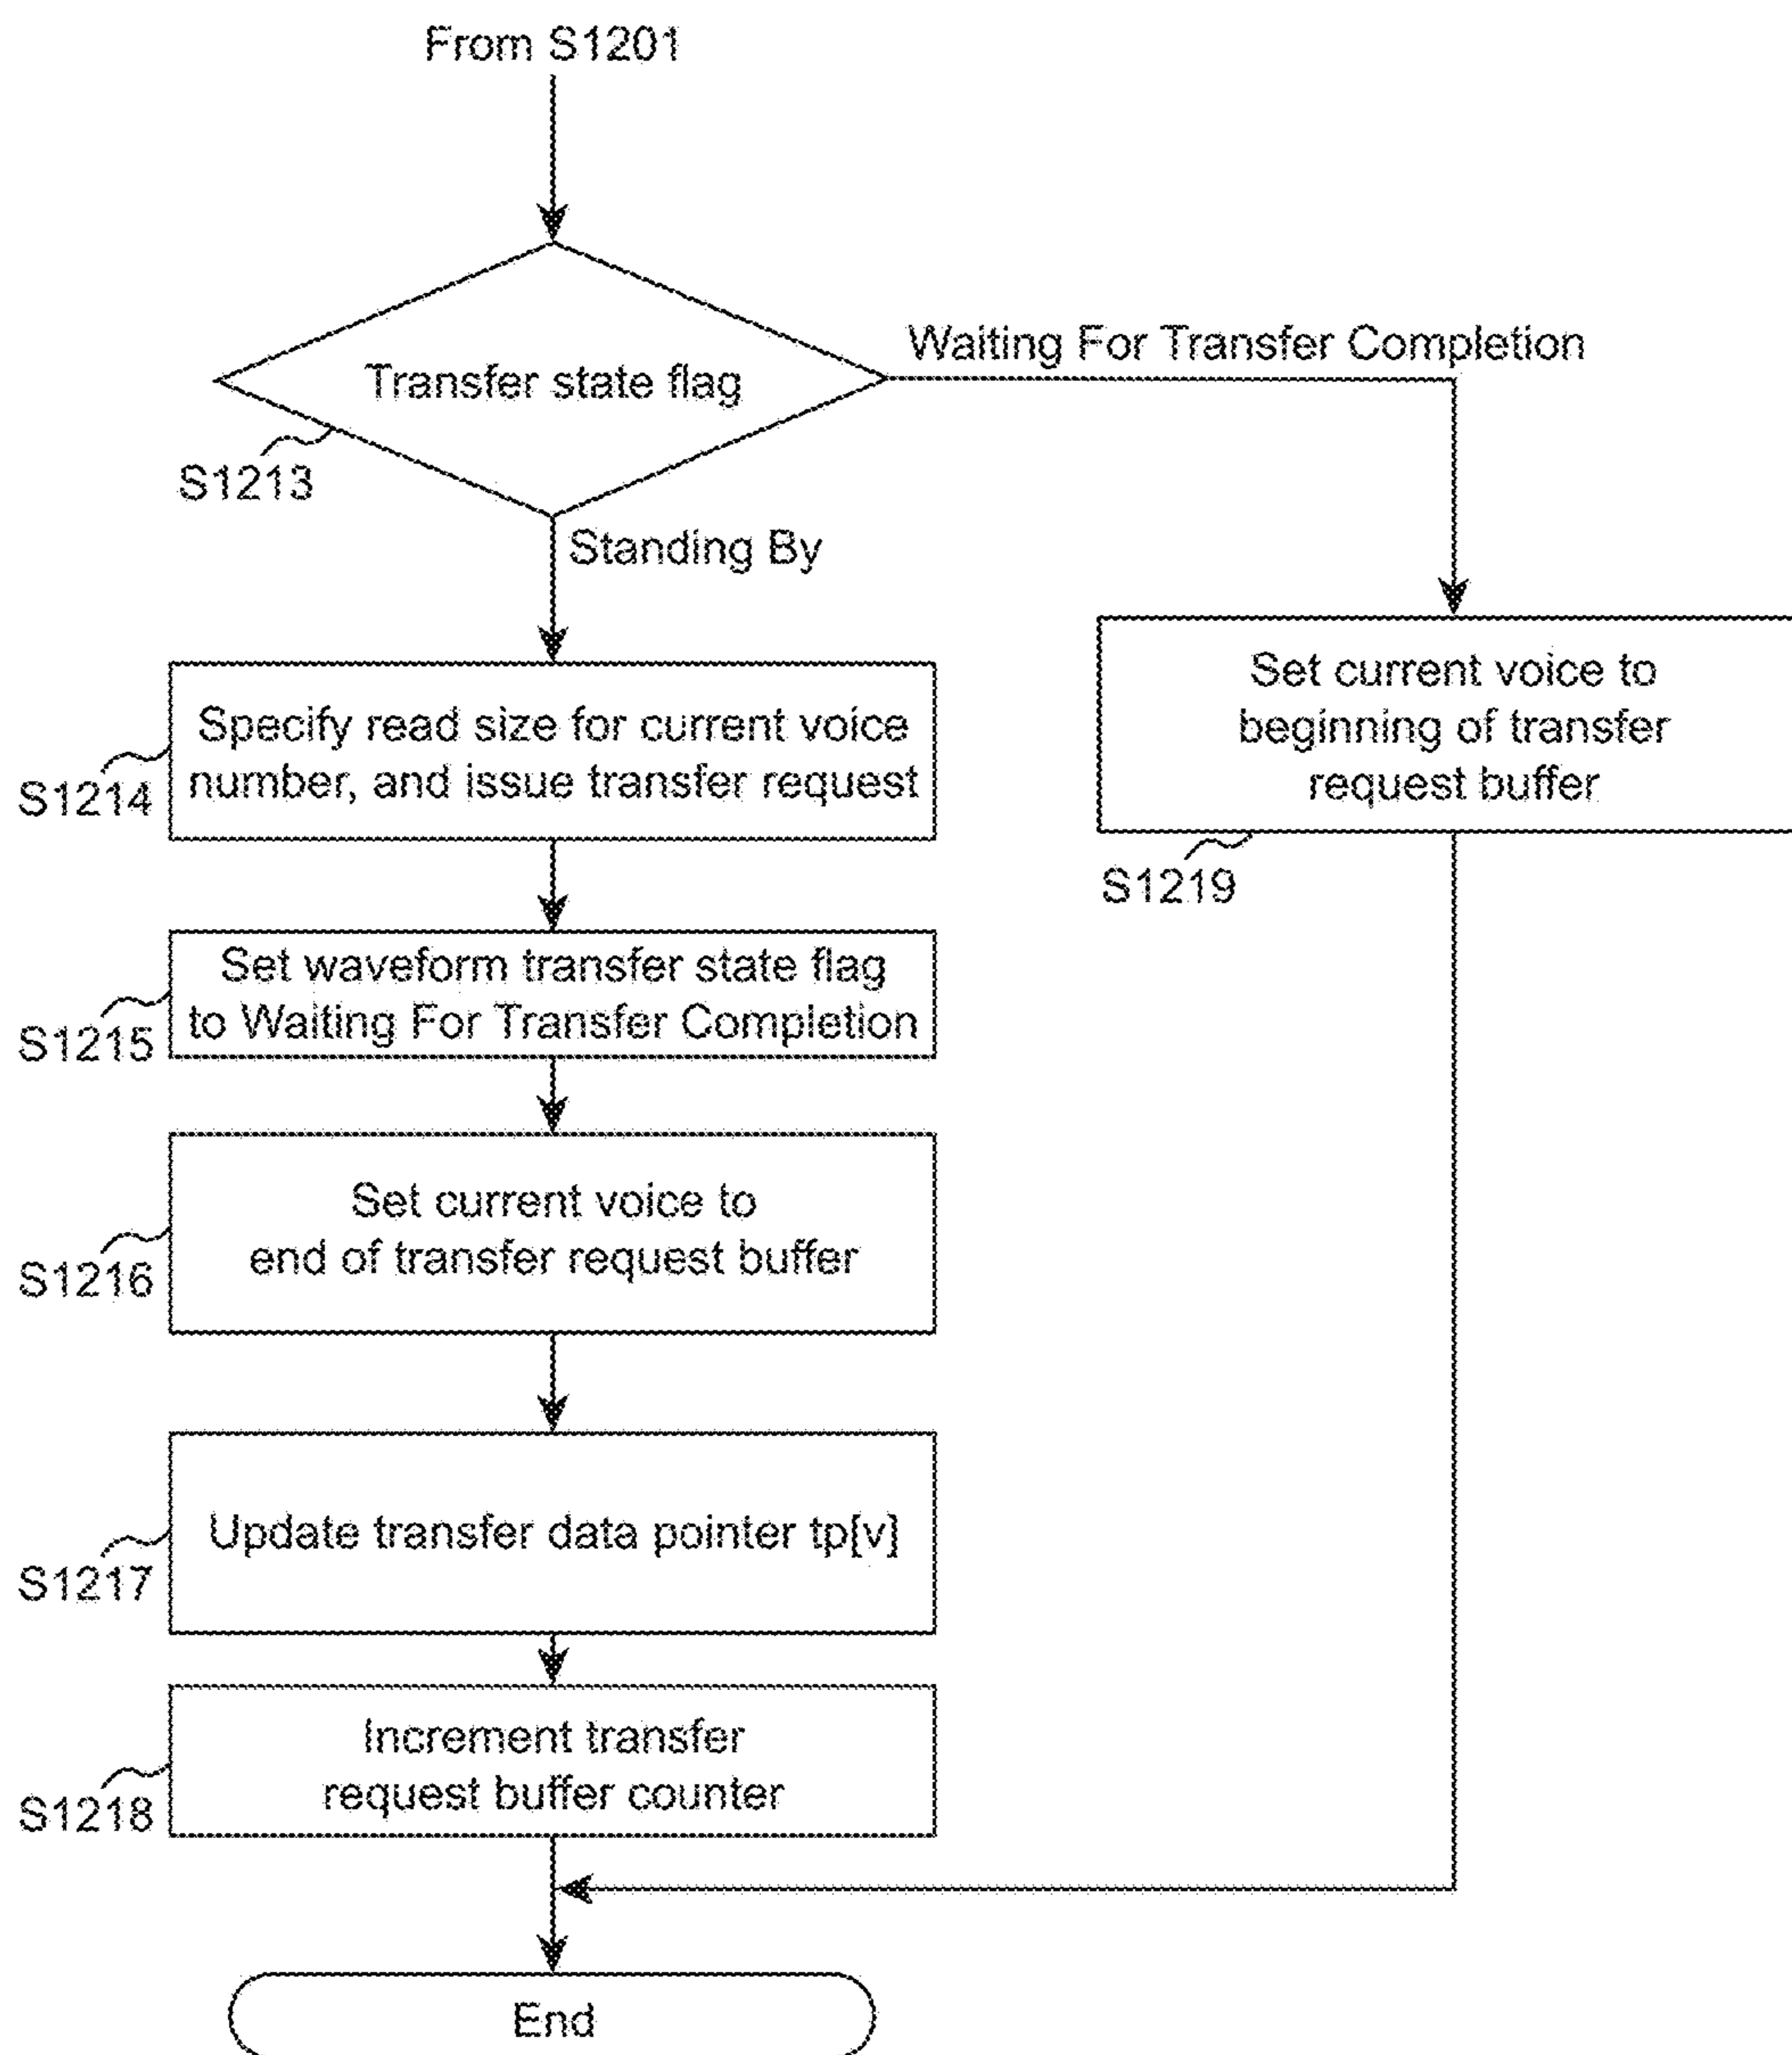 From S1201
Transfer state flag
Waiting For Transfer Completion
S1213
Standing By
Specify read size for current voice
number, and issue transfer request
S1214
Set current voice to
beginning of transfer
request buffer
S1219
Set waveform transfer state flag
to Waiting For Transfer Completion
S1215
Set current voice to
end of transfer request buffer
S1216
Update transfer data pointer tp[v]
S1217
Increment transfer
request buffer counter
S1218
End